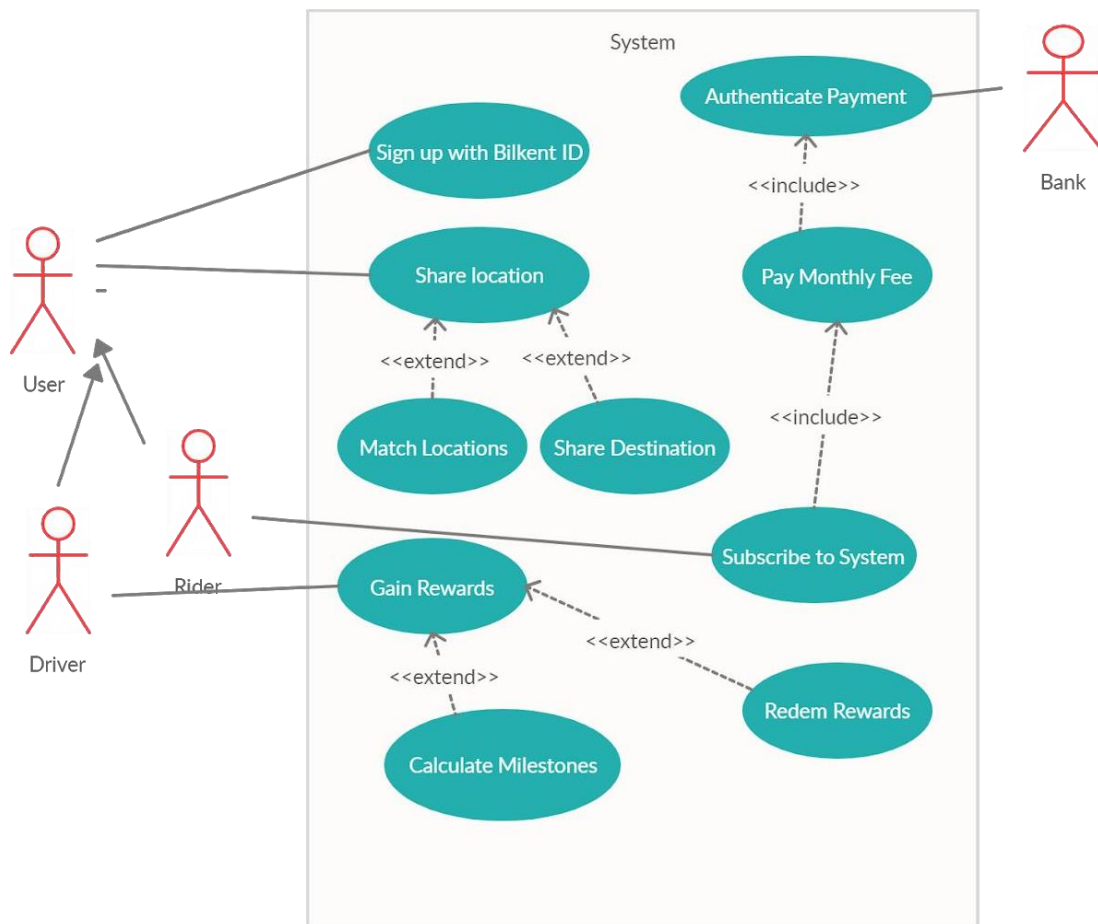 System
Authenticate Payment
Sign up with Bilkent ID
<<include>>
Bank
Share location
Pay Monthly Fee
User
<<extend>>
<<extend>>
Match Locations
Share Destination
<<include>>
Rider
Gain Rewards
Subscribe to System
Driver
<<extend>>
<<extend>>
Redem Rewards
Calculate Milestones